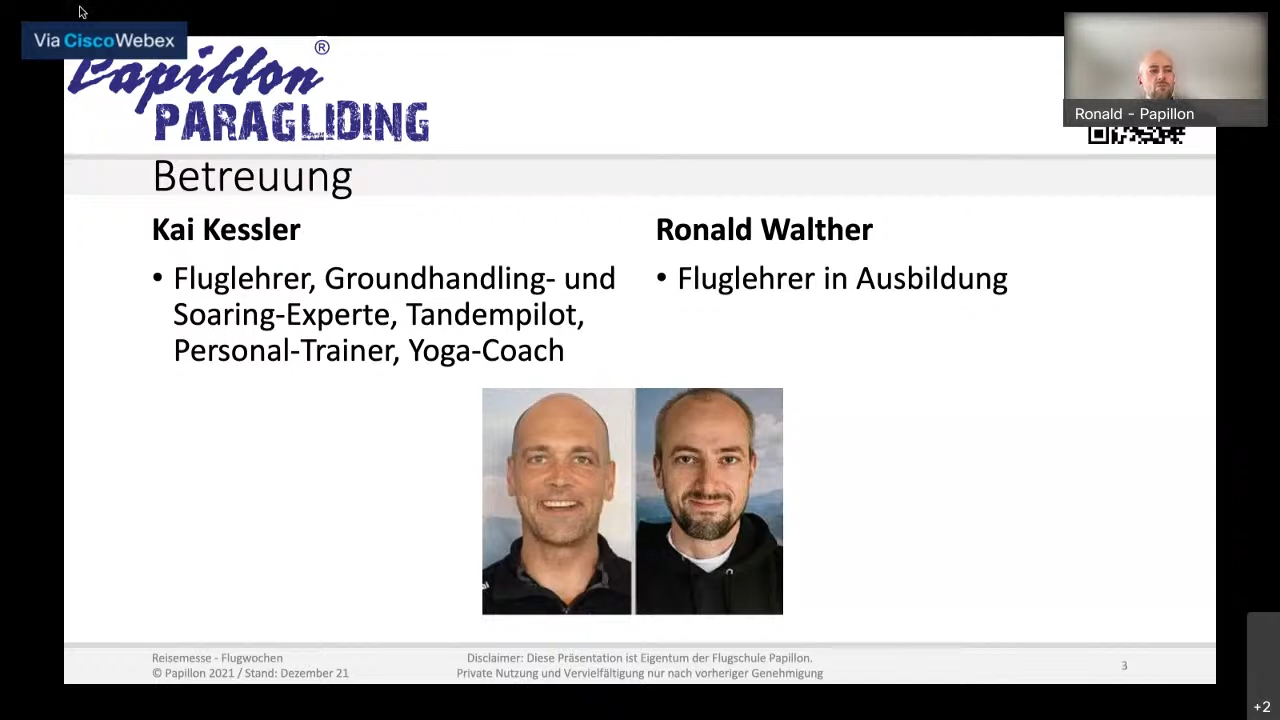 Via CiscoWebex
Papillon®
PARAGLIDING
Ronald - Papillon
Betreuung
Kai Kessler
• Fluglehrer, Groundhandling- und
Soaring-Experte, Tandempilot,
Personal-Trainer, Yoga-Coach
Ronald Walther
• Fluglehrer in Ausbildung
Reisemesse - Flugwochen
© Papillon 2021 / Stand: Dezember 21
Disclaimer: Diese Präsentation ist Eigentum der Flugschule Papillon.
Private Nutzung und Vervielfältigung nur nach vorheriger Genehmigung
3
+2